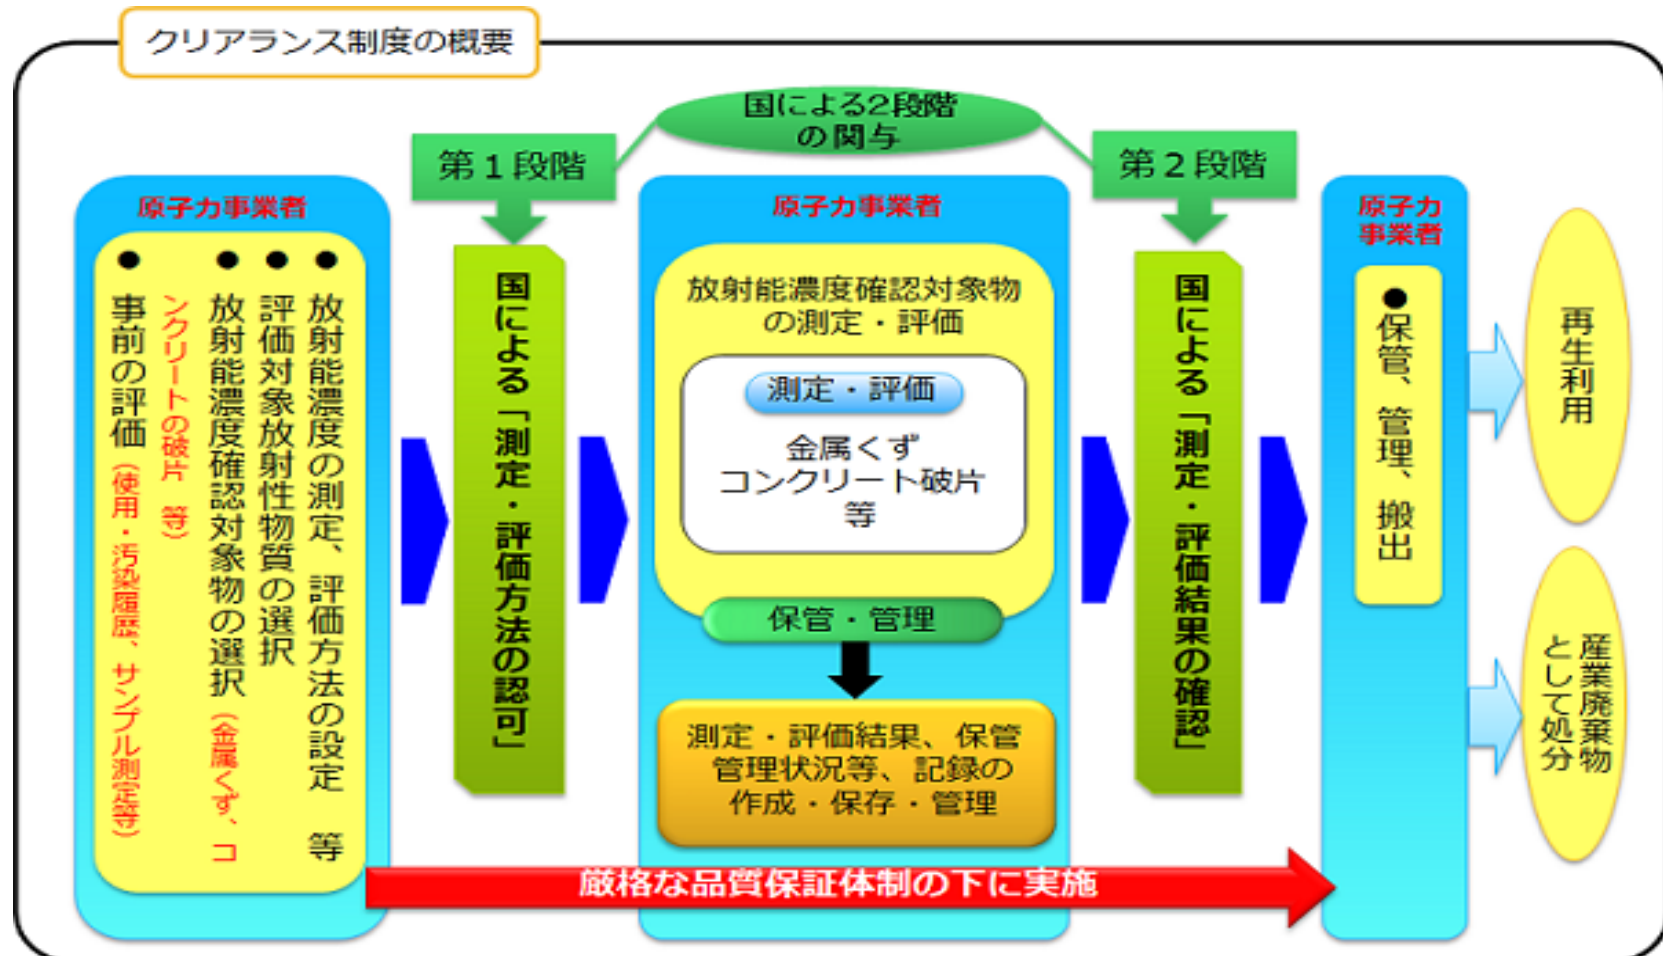 クリアランス制度の概要
国による2段階
の関与
第１段階
第２段階
原子力事業者
放射能濃度の測定、評価方法の設定　等
●評価対象放射性物質の選択
●放射能濃度確認対象物の選択（金属くず、コ
ンクリートの破片　等）
●事前の評価（使用・汚染履歴、サンプル測定等）
国による「測定・評価方法の認可」
原子力事業者
放射能濃度確認対象物
の測定・評価
測定・評価
金属くず
コンクリート破片
等
保管・管理
測定・評価結果、保管
管理状況等、記録の
作成・保存・管理
国による「測定・評価結果の確認」
原子力
事業者
●保管、管理、搬出
再生利用
産業廃棄物
として処分
厳格な品質保証体制の下に実施